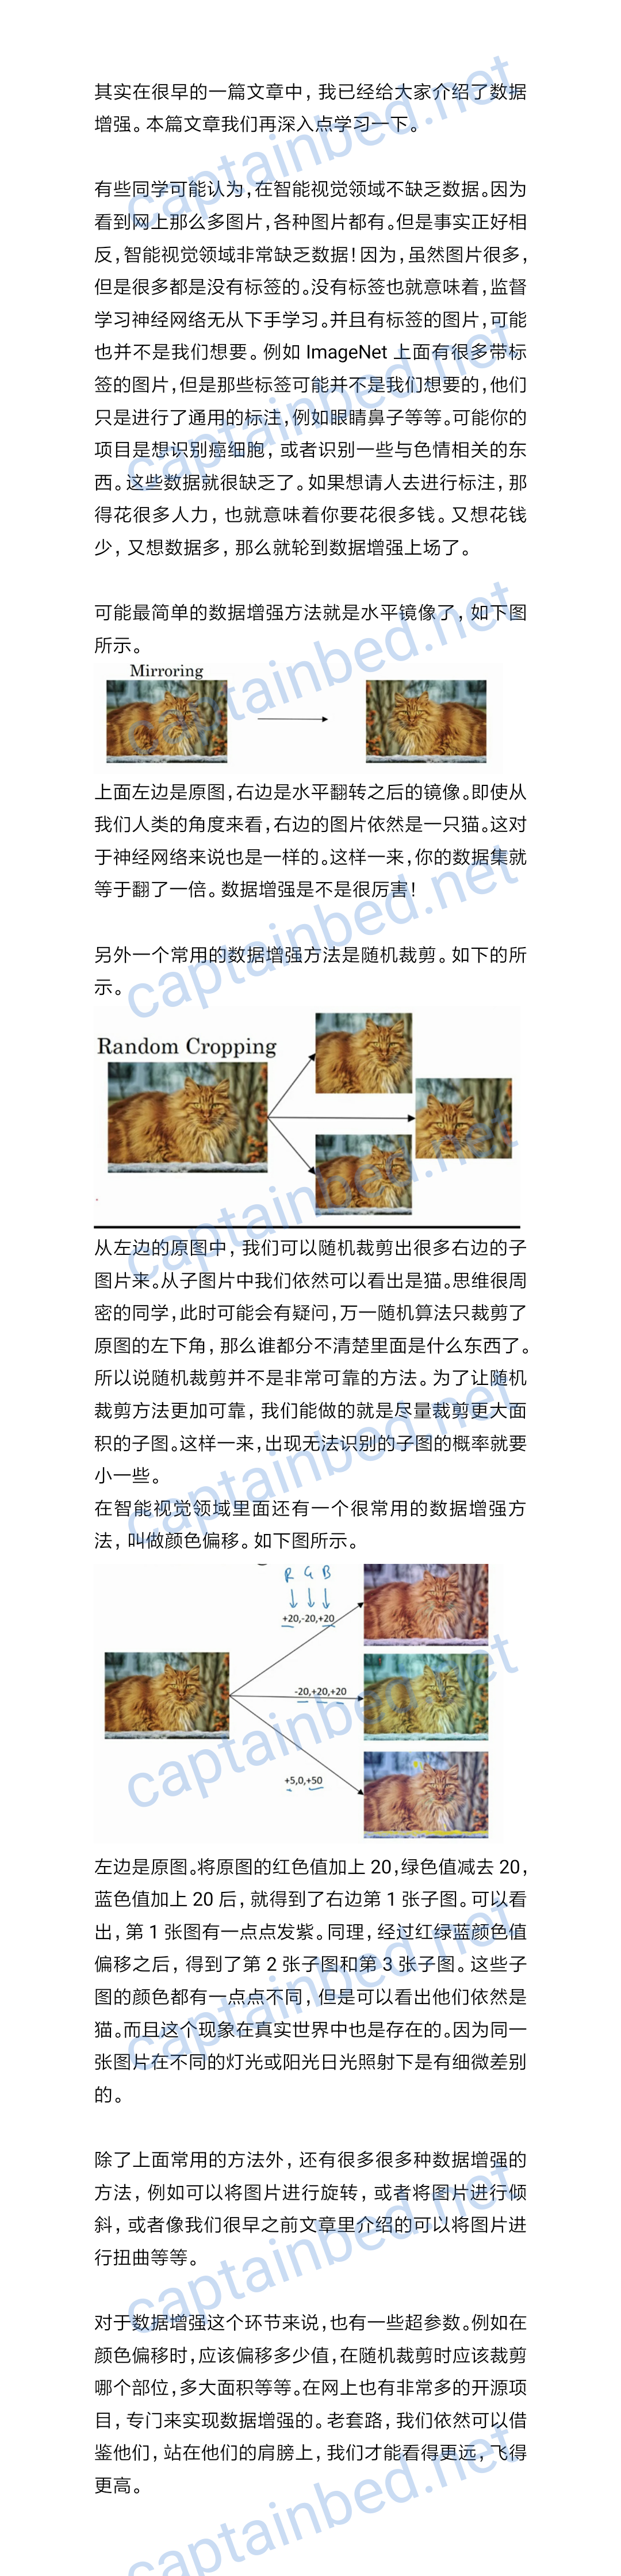 其实在很早的一篇文章中，我已经给大家介绍了数据
增强。本篇文章我们再深入点学习一下。
有些同学可能认为，在智能视觉领域不缺乏数据。因为
看到网上那么多图片，各种图片都有。但是事实正好相
反，智能视觉领域非常缺乏数据！因为，虽然图片很多，
但是很多都是没有标签的。没有标签也就意味着，监督
学习神经网络无从下手学习。并且有标签的图片，可能
也并不是我们想要。例如 ImageNet 上面有很多带标
签的图片，但是那些标签可能并不是我们想要的，他们
只是进行了通用的标注，例如眼睛鼻子等等。可能你的
项目是想识别癌细胞，或者识别一些与色情相关的东
西。这些数据就很缺乏了。如果想请人去进行标注，那
得花很多人力，也就意味着你要花很多钱。又想花钱
少，又想数据多，那么就轮到数据增强上场了。
可能最简单的数据增强方法就是水平镜像了，如下图
所示。
Mirroring
上面左边是原图，右边是水平翻转之后的镜像。即使从
我们人类的角度来看，右边的图片依然是一只猫。这对
于神经网络来说也是一样的。这样一来，你的数据集就
等于翻了一倍。数据增强是不是很厉害！
另外一个常用的数据增强方法是随机裁剪。如下的所
示。
Random Cropping
从左边的原图中，我们可以随机裁剪出很多右边的子
图片来。从子图片中我们依然可以看出是猫。思维很周
密的同学，此时可能会有疑问，万一随机算法只裁剪了
原图的左下角，那么谁都分不清楚里面是什么东西了。
所以说随机裁剪并不是非常可靠的方法。为了让随机
裁剪方法更加可靠，我们能做的就是尽量裁剪更大面
积的子图。这样一来，出现无法识别的子图的概率就要
小一些。
在智能视觉领域里面还有一个很常用的数据增强方
法，叫做颜色偏移。如下图所示。
R G B
+20,-20,+20
-20,+20,+20
+5,0,+50
左边是原图。将原图的红色值加上 20，绿色值减去 20，
蓝色值加上 20 后，就得到了右边第 1 张子图。可以看
出，第 1 张图有一点点发紫。同理，经过红绿蓝颜色值
偏移之后，得到了第 2 张子图和第 3 张子图。这些子
图的颜色都有一点点不同，但是可以看出他们依然是
猫。而且这个现象在真实世界中也是存在的。因为同一
张图片在不同的灯光或阳光日光照射下是有细微差别
的。
除了上面常用的方法外，还有很多很多种数据增强的
方法，例如可以将图片进行旋转，或者将图片进行倾
斜，或者像我们很早之前文章里介绍的可以将图片进
行扭曲等等。
对于数据增强这个环节来说，也有一些超参数。例如在
颜色偏移时，应该偏移多少值，在随机裁剪时应该裁剪
哪个部位，多大面积等等。在网上也有非常多的开源项
目，专门来实现数据增强的。老套路，我们依然可以借
鉴他们，站在他们的肩膀上，我们才能看得更远，飞得
更高。
captainbed.net
captainbed.net
captainbed.net
captainbed.net
captainbed.net
captainbed.net
captainbed.net
captainbed.net
captainbed.net
captainbed.net